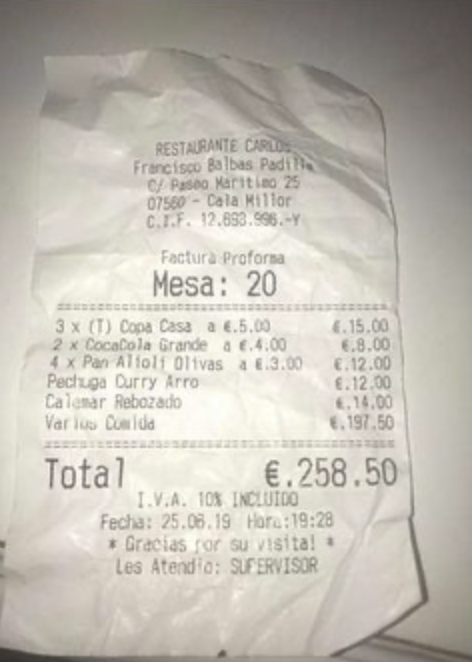 RESTAURANTE CARLOS
Francisco Balbas Padilla
C/ Paseo Maritimo 25
07560 - Cala Millor
C.I.F. 12.693.996.-Y
Factura Proforma
Mesa: 20
3 x (T) Copa Casa a €.5.00 €.15.00
2 x CocaCola Grande a €.4.00 €.8.00
4 x Pan Alioli Olivas a €.3.00 €.12.00
Pechuga Curry Arro €.12.00
Calamar Rebozado €.14.00
Varios Comida €.197.50
Total €.258.50
I.V.A. 10% INCLUIDO
Fecha: 25.08.19 Hora:19:28
* Gracias por su visita! *
Les Atendio: SUPERVISOR